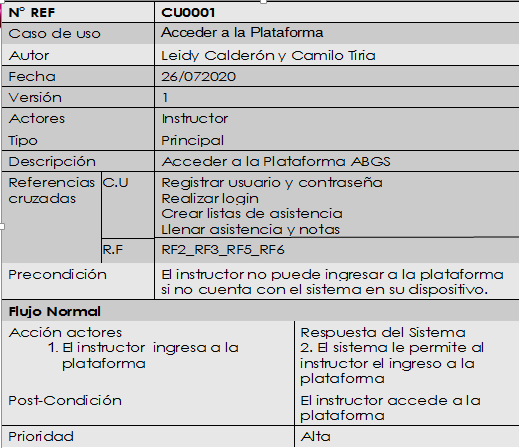 N° REF CU0001
Caso de uso Acceder a la Plataforma
Autor Leidy Calderón y Camilo Tiria
Fecha 26/072020
Versión 1
Actores Instructor
Tipo Principal
Descripción Acceder a la Plataforma ABGS
Referencias C.U Registrar usuario y contraseña
cruzadas Realizar login
Crear listas de asistencia
Llenar asistencia y notas
R.F RF2_RF3_RF5_RF6
Precondición El instructor no puede ingresar a la plataforma
si no cuenta con el sistema en su dispositivo.
Flujo Normal
Acción actores Respuesta del Sistema
1. El instructor ingresa a la 2. El sistema le permite al
plataforma instructor el ingreso a la
plataforma
Post-Condición El instructor accede a la
plataforma
Prioridad Alta